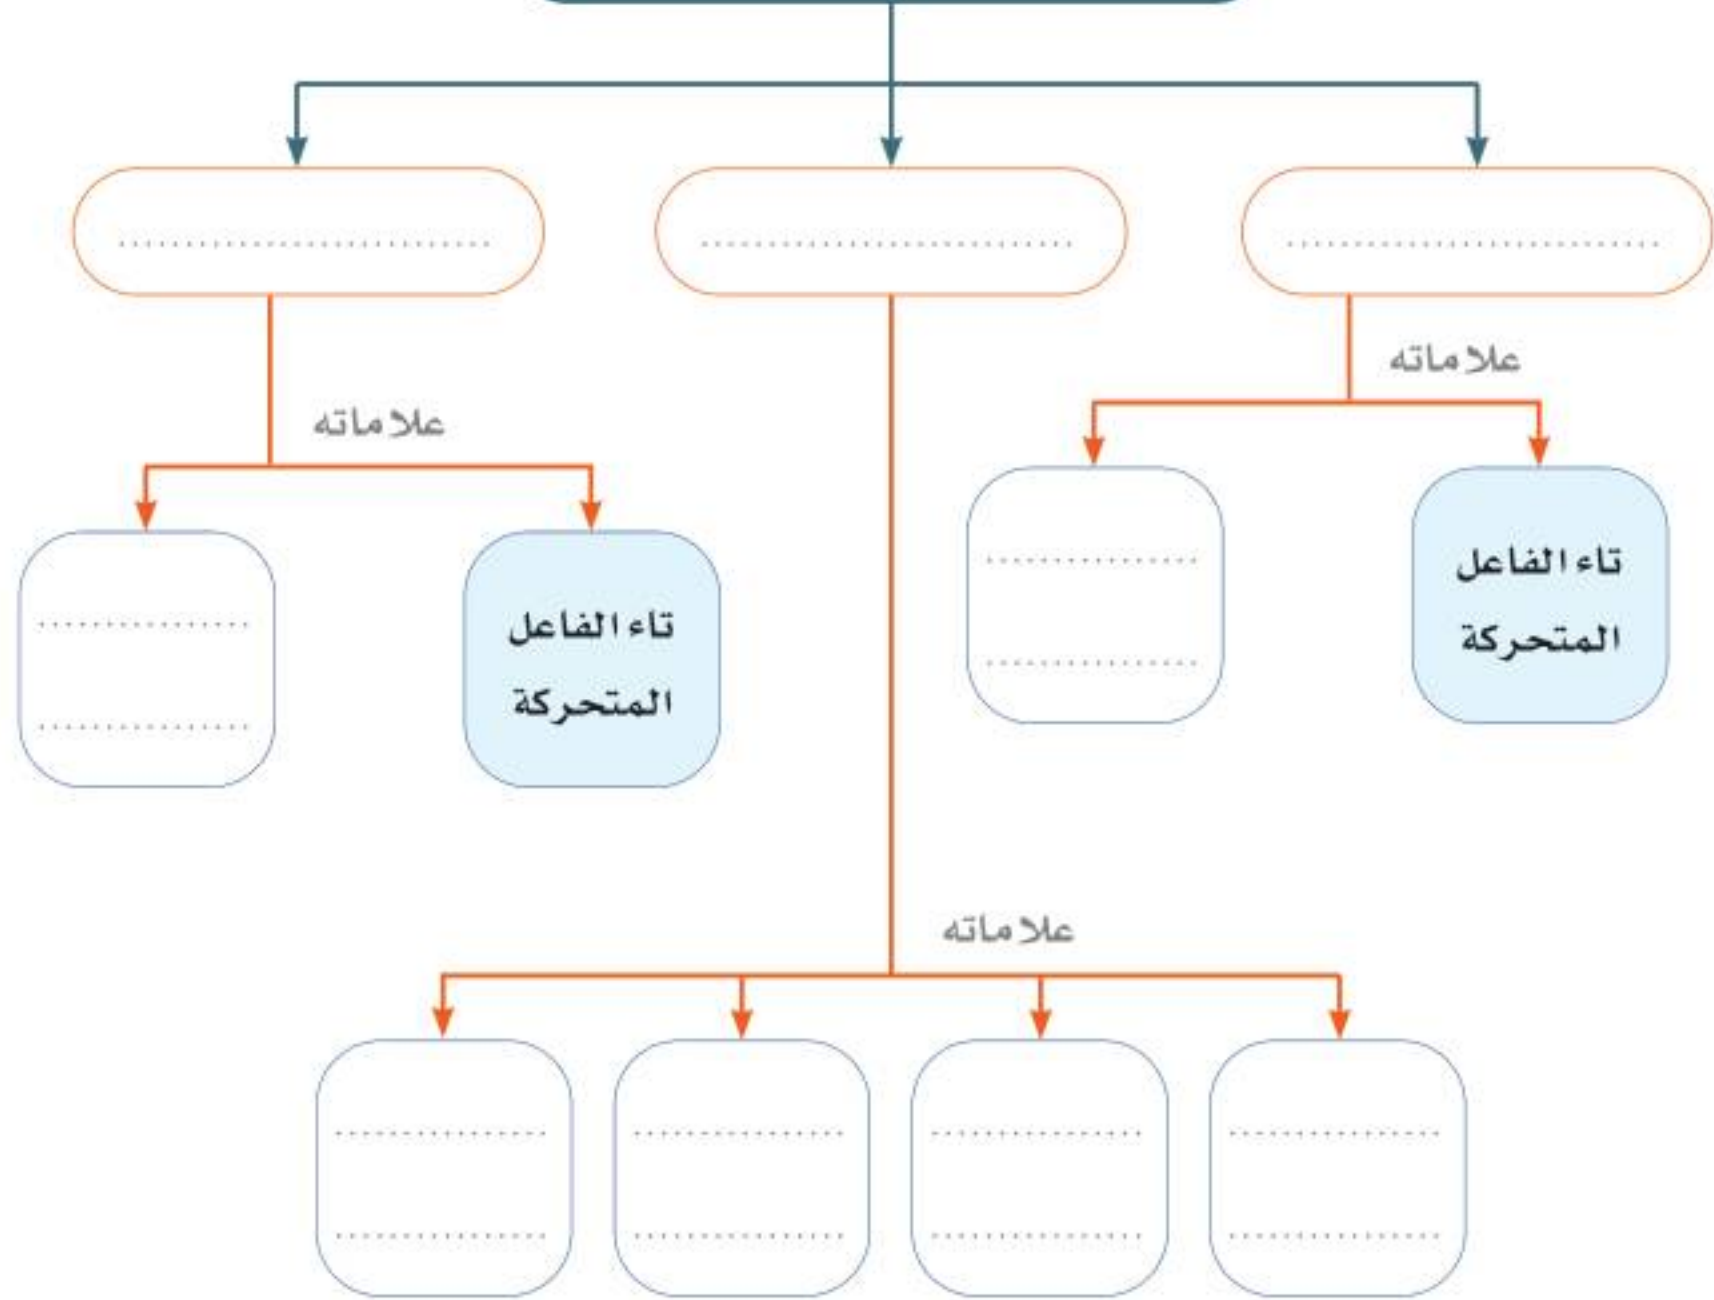 علاماته
علاماته
تاء الفاعل
المتحركة
تاء الفاعل
المتحركة
علاماته